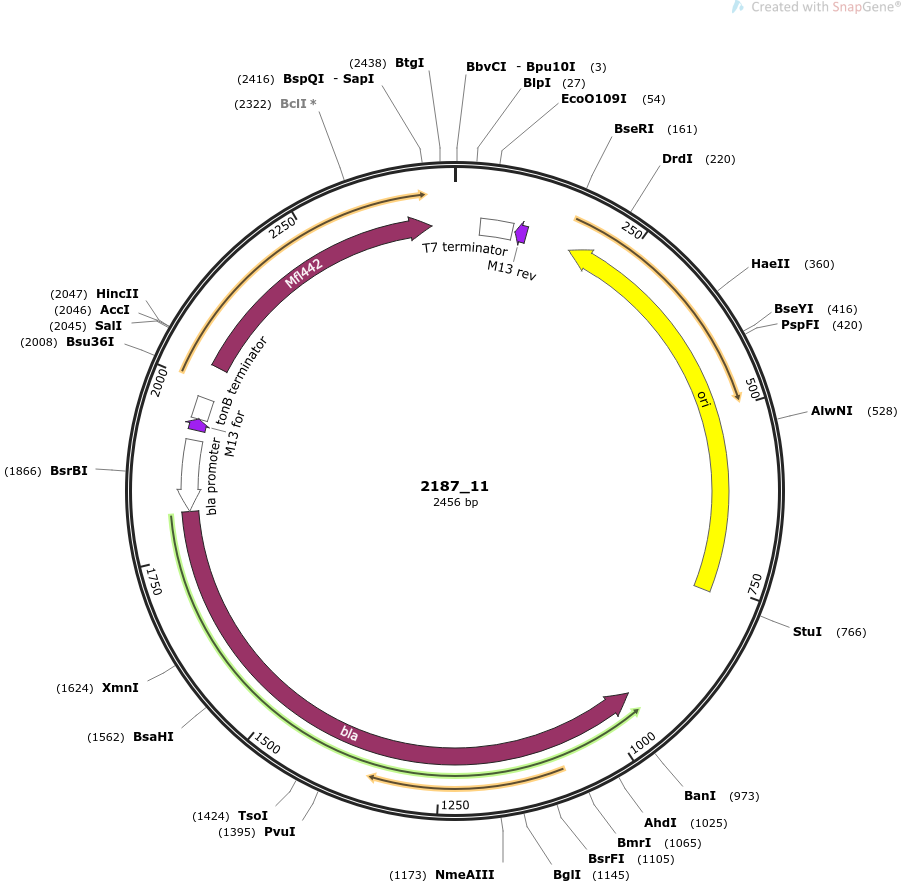 Created with SnapGene®
(2438) BtgI
BbvCI - Bpu10I (3)
(2416) BspQI - SapI
BlpI (27)
(2322) BclI *
EcoO109I (54)
BseRI (161)
DrdI (220)
2250
250
T7 terminator
M13 rev
HaeII (360)
Mfl442
(2047) HincII
(2046) AccI
(2045) SalI
(2008) Bsu36I
BseYI (416)
PspFI (420)
2000
500
tonB terminator
M13 for
ori
AlwNI (528)
(1866) BsrBI
bla promoter
2187_11
2456 bp
1750
750
StuI (766)
(1624) XmnI
(1562) BsaHI
bla
1500
1000
BanI (973)
1250
(1424) TsoI
(1395) PvuI
AhdI (1025)
BmrI (1065)
BsrFI (1105)
(1173) NmeAIII
BglI (1145)